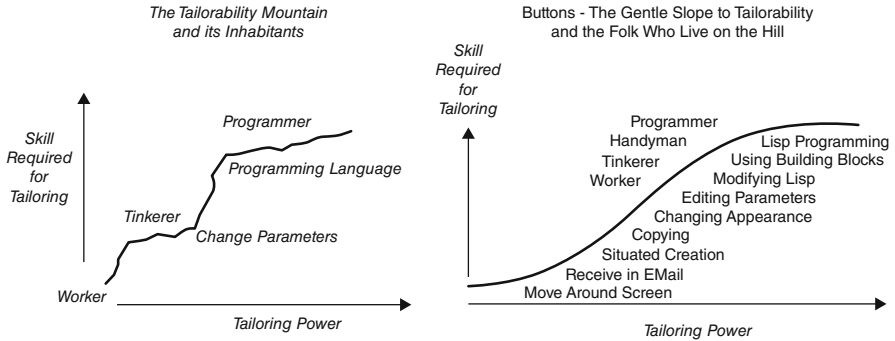 The Tailorability Mountain
and its Inhabitants
Skill
Required
for
Tailoring
Programmer
Programming Language
Tinkerer
Change Parameters
Worker
Tailoring Power
Buttons - The Gentle Slope to Tailorability
and the Folk Who Live on the Hill
Skill
Required
for
Tailoring
Programmer
Handyman
Tinkerer
Worker
Lisp Programming
Using Building Blocks
Modifying Lisp
Editing Parameters
Changing Appearance
Copying
Situated Creation
Receive in EMail
Move Around Screen
Tailoring Power